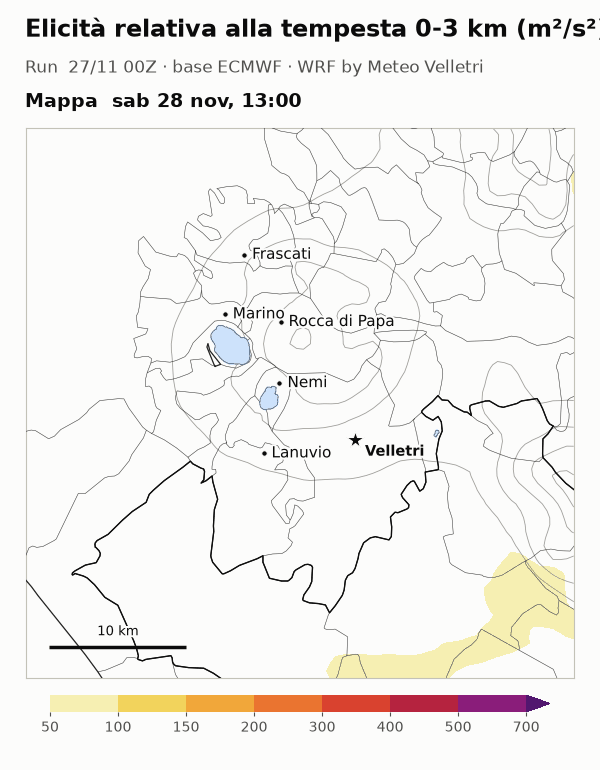 Elicità relativa alla tempesta 0-3 km (m²/s²)
Run 27/11 00Z · base ECMWF · WRF by Meteo Velletri
Mappa sab 28 nov, 13:00
Frascati
Marino
Rocca di Papa
Nemi
Velletri
Lanuvio
10 km
50 100 150 200 300 400 500 700